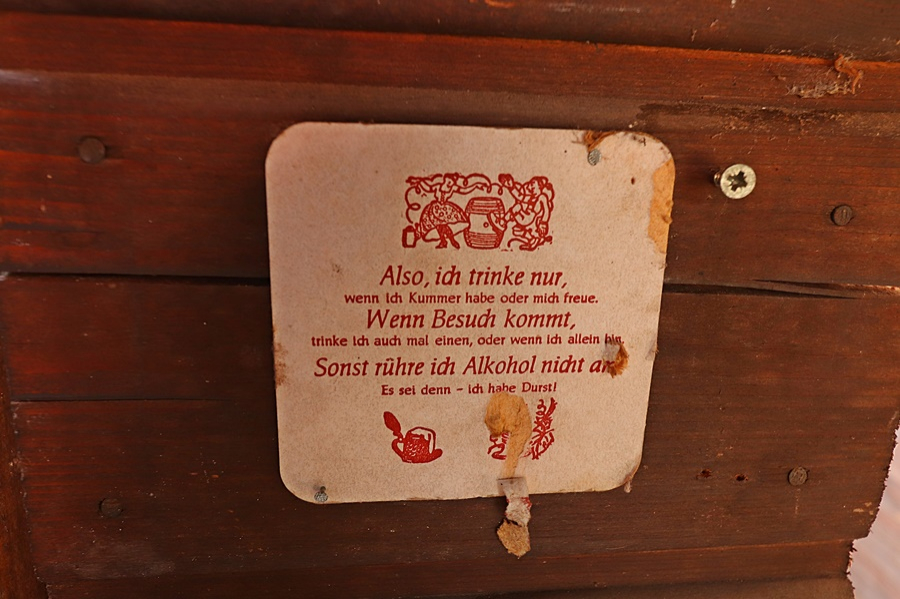 Also, ich trinke nur,
wenn ich Kummer habe oder mich freue.
Wenn Besuch kommt,
trinke ich auch mal einen, oder wenn ich allein bin.
Sonst rühre ich Alkohol nicht an.
Es sei denn – ich habe Durst!